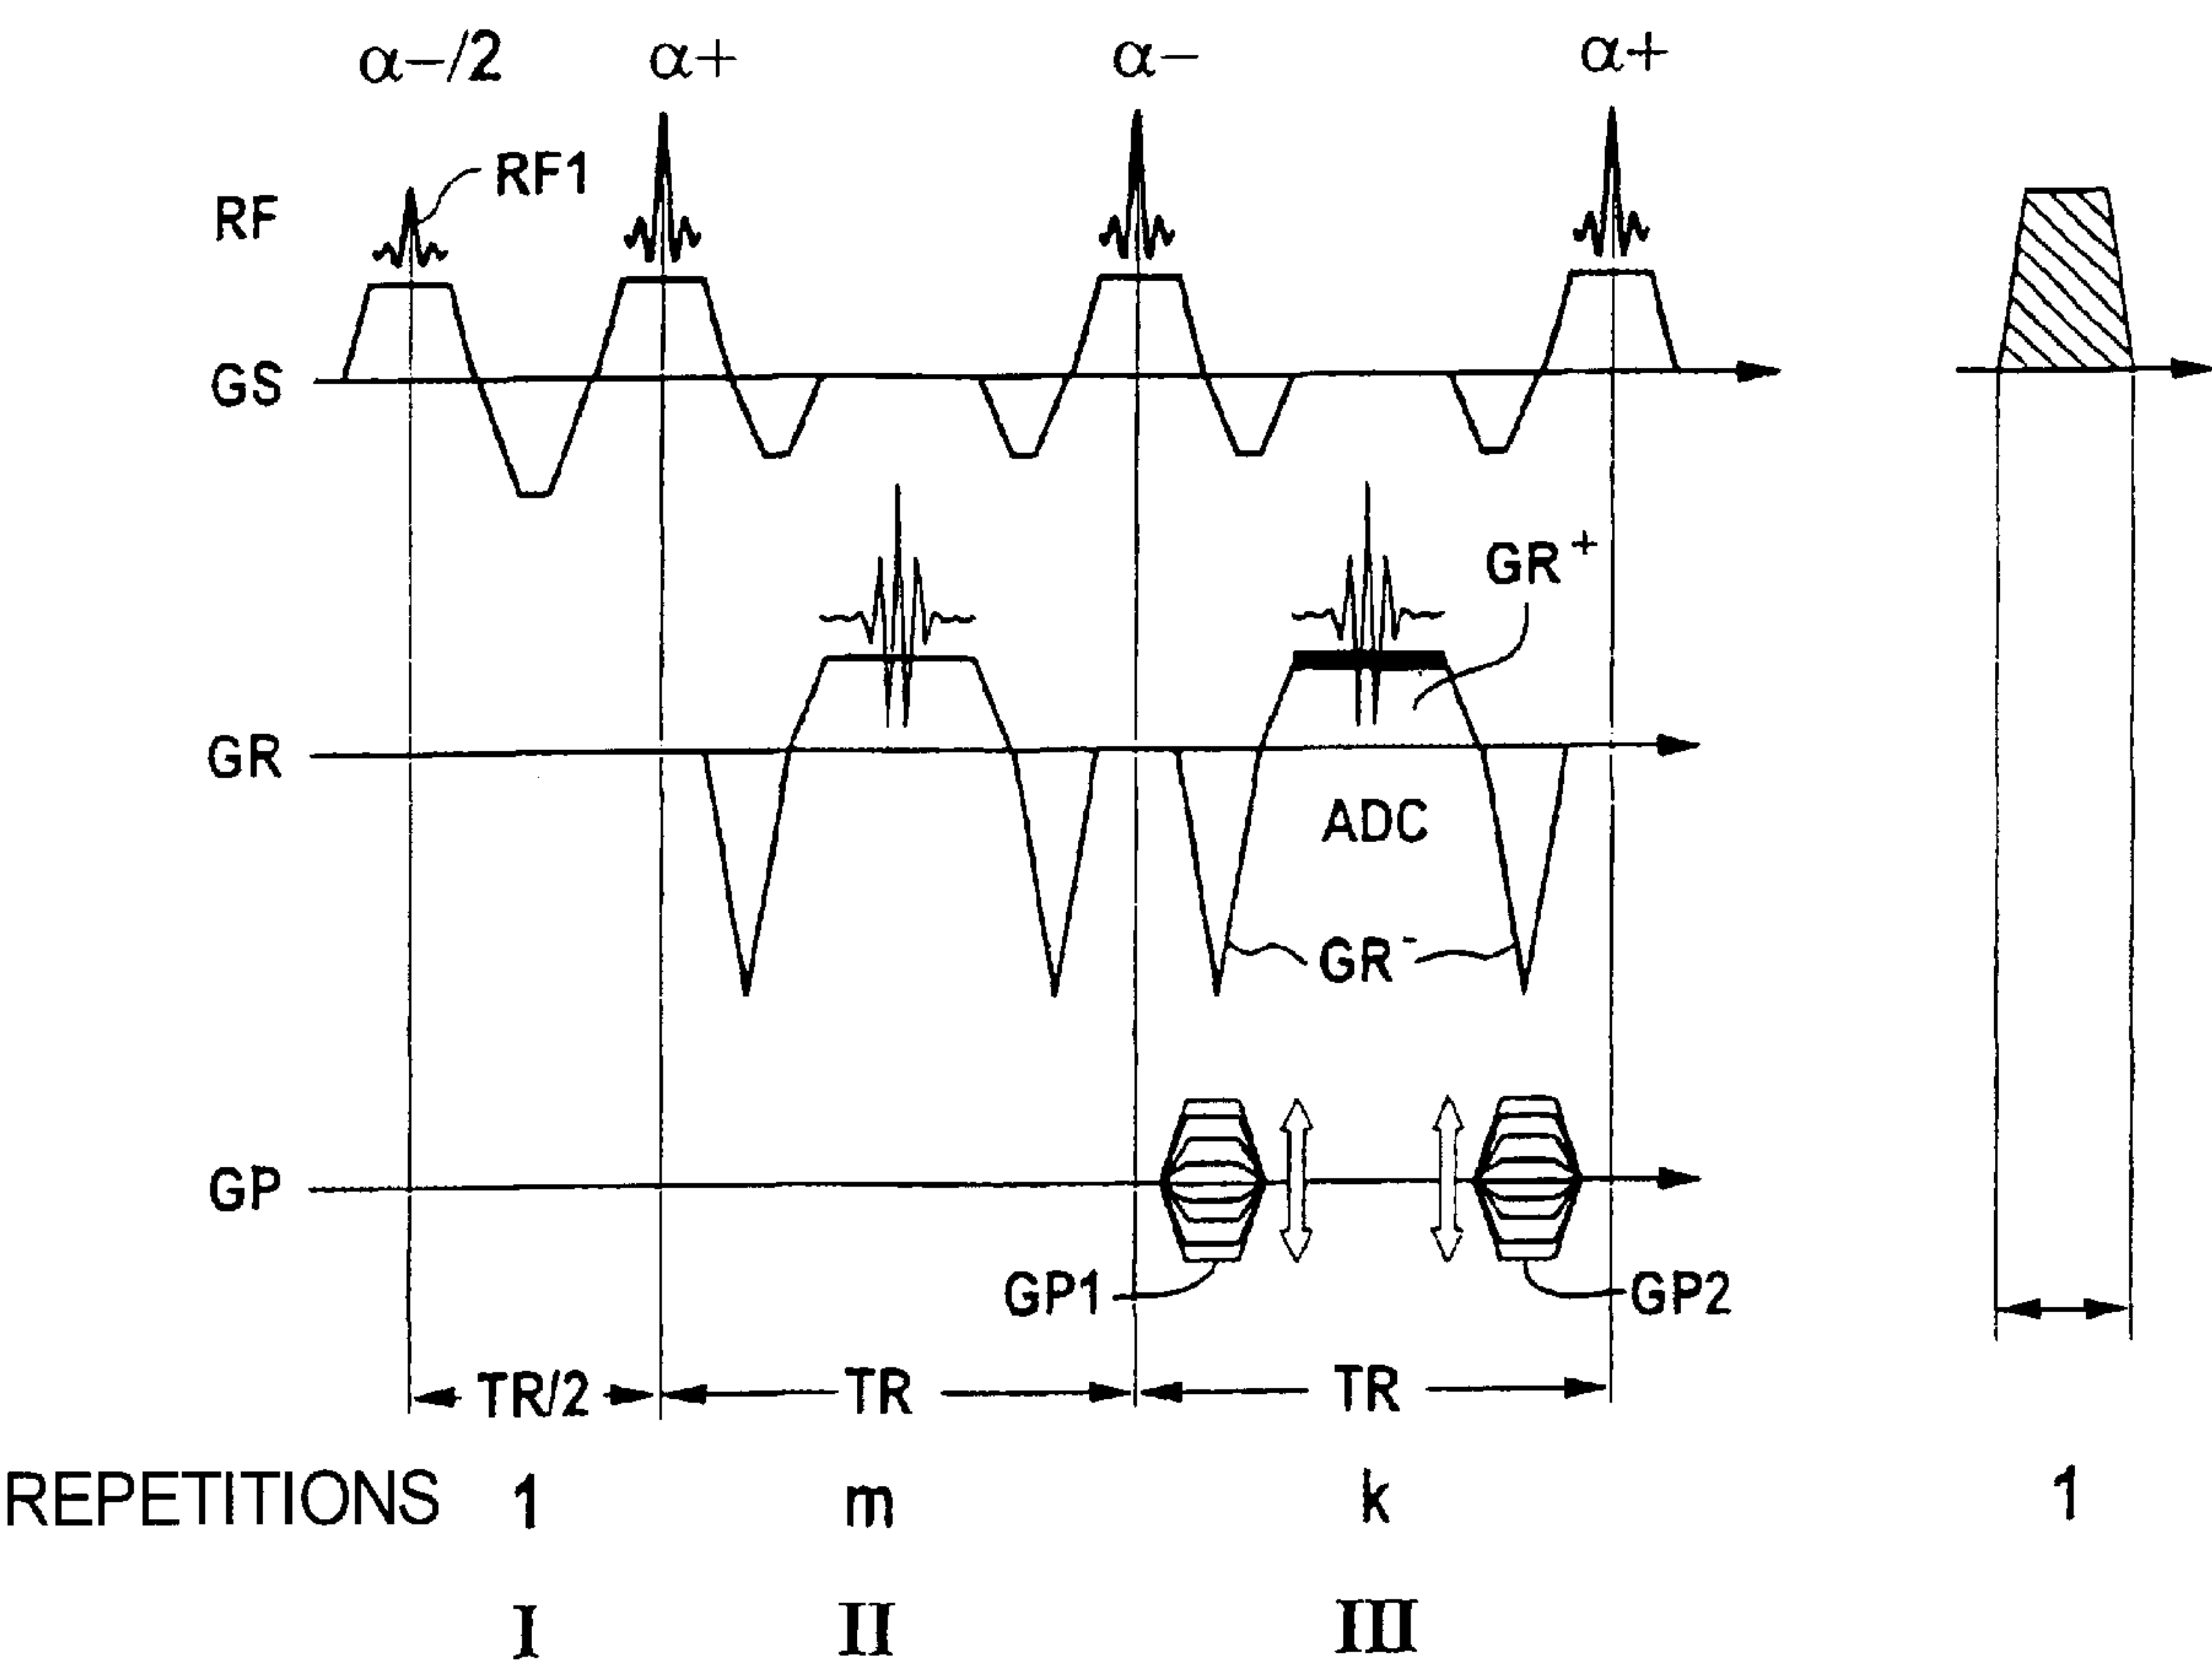 α−/2 α+ α− α+
RF1
RF
GS
GR+
GR
ADC
GR-
GP
GP1 GP2
TR/2 TR TR
REPETITIONS 1 m k 1
I II III